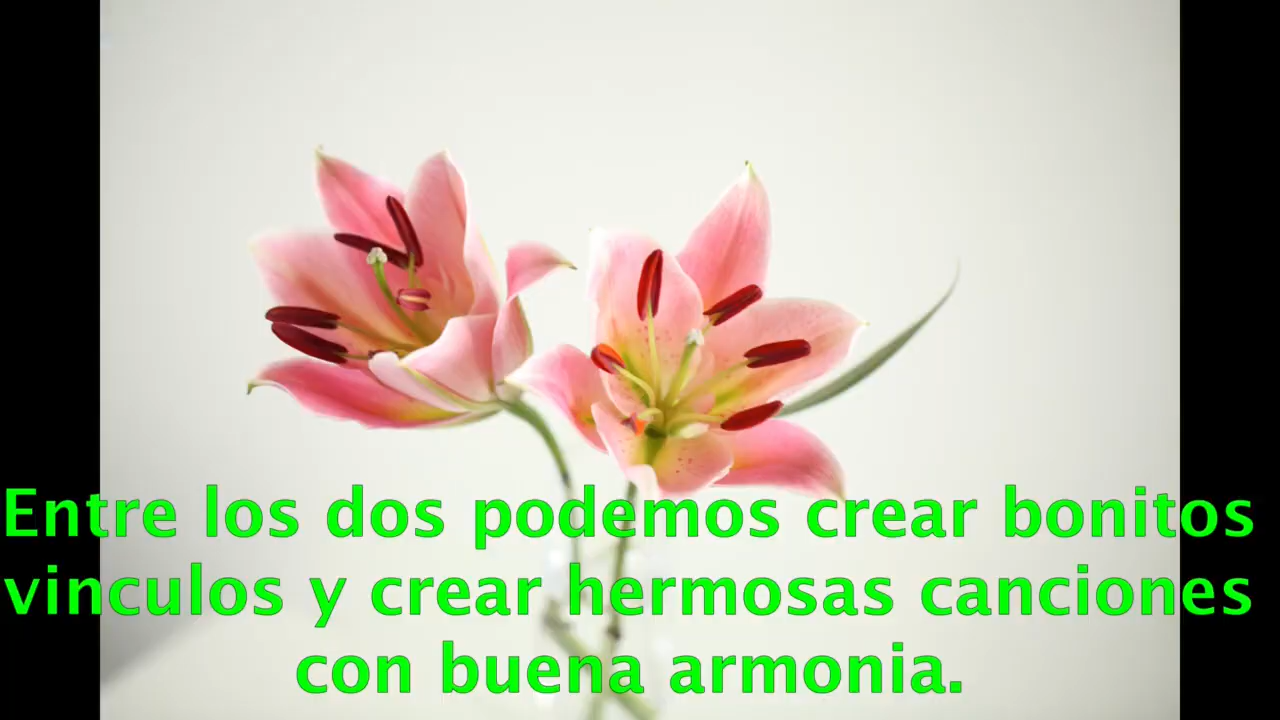 Entre los dos podemos crear bonitos
vinculos y crear hermosas canciones
con buena armonia.